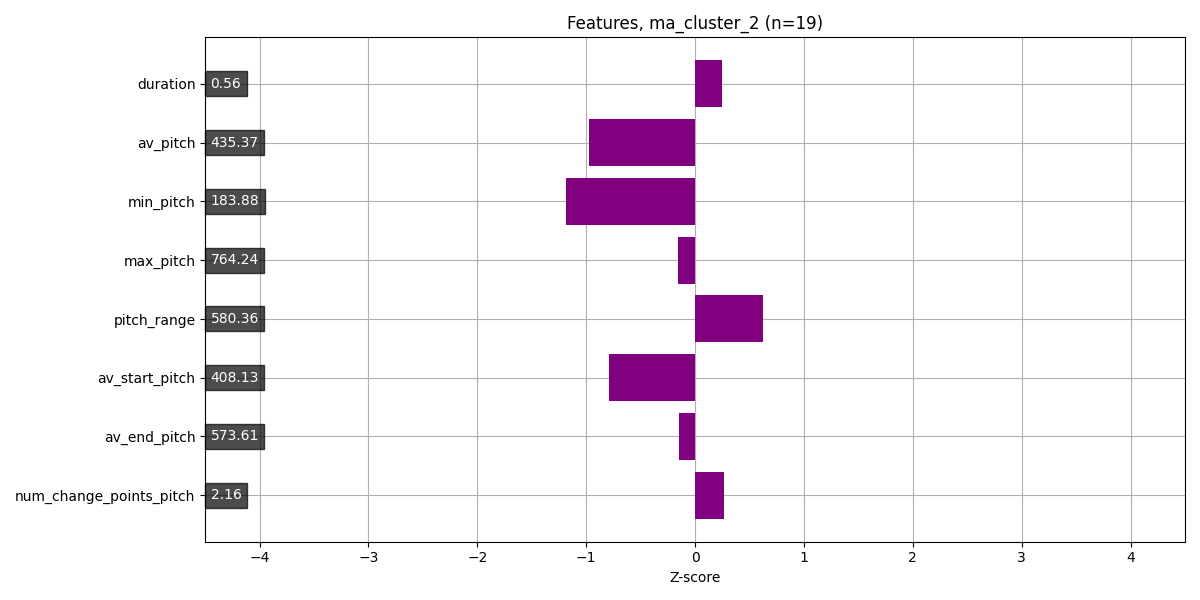 Features, ma_cluster_2 (n=19)
duration 0.56
av_pitch 435.37
min_pitch 183.88
max_pitch 764.24
pitch_range 580.36
av_start_pitch 408.13
av_end_pitch 573.61
num_change_points_pitch 2.16
−4 −3 −2 −1 0 1 2 3 4
Z-score